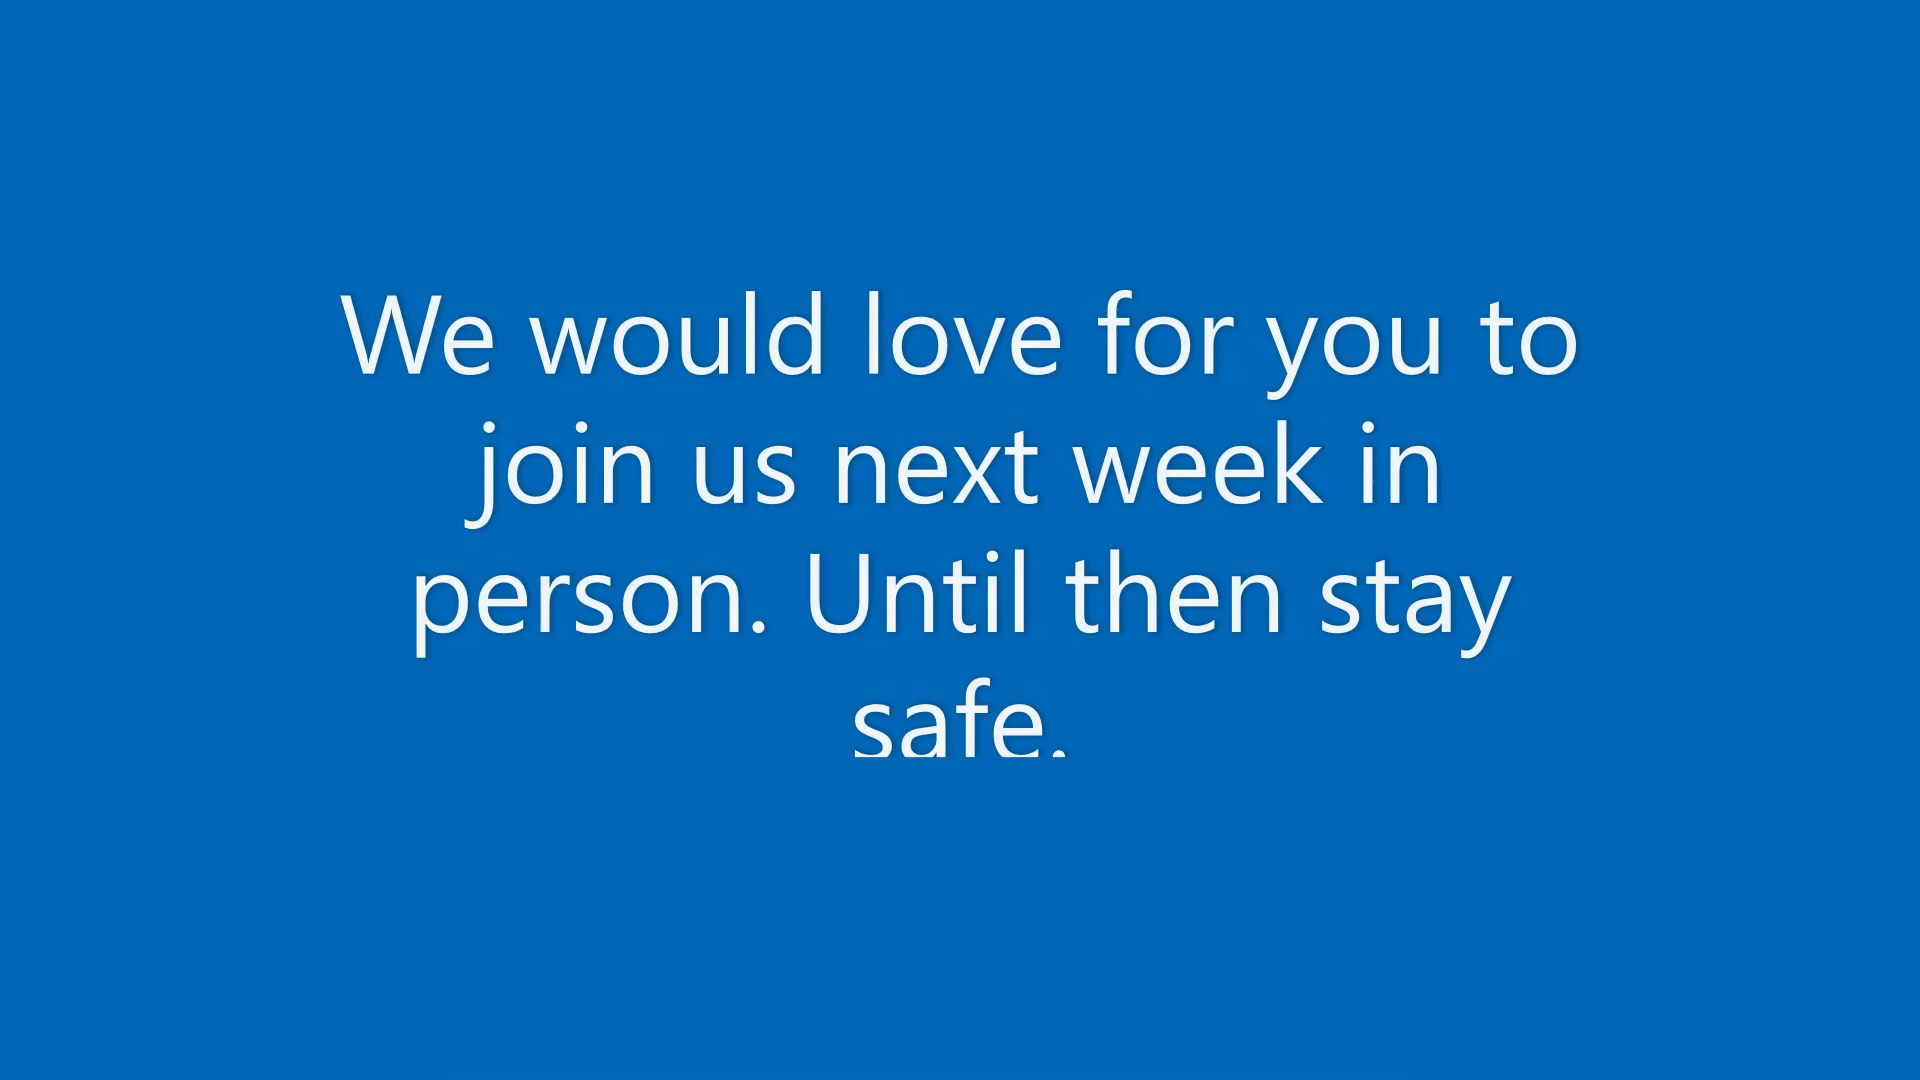 We would love for you to
join us next week in
person. Until then stay
safe.